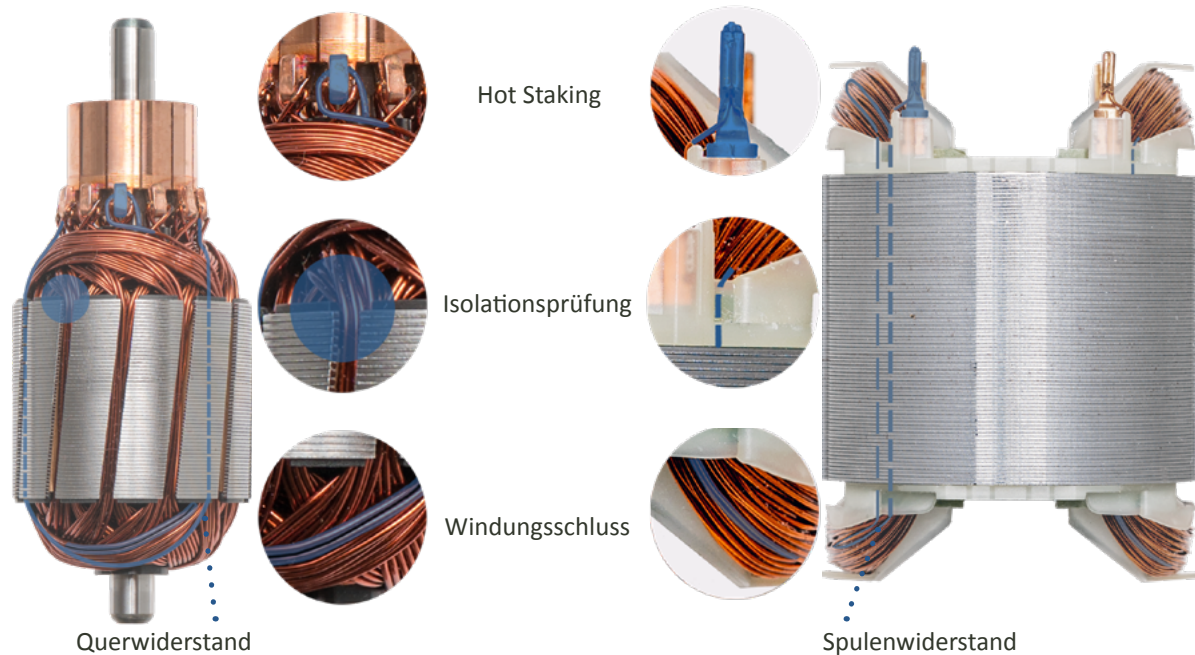 Hot Staking
Isolationsprüfung
Windungsschluss
Querwiderstand
Spulenwiderstand